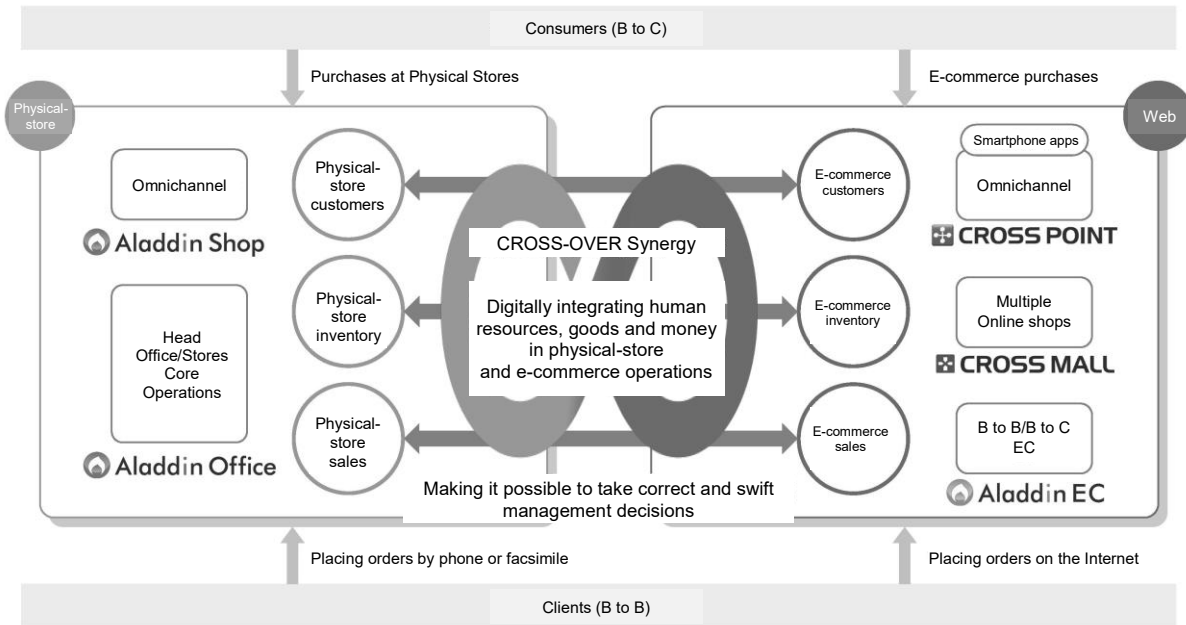 Consumers (B to C)
Purchases at Physical Stores
E-commerce purchases
Physical-
store
Web
Omnichannel
Aladdin Shop
Head
Office/Stores
Core
Operations
Aladdin Office
Physical-
store
customers
Physical-
store
inventory
Physical-
store
sales
CROSS-OVER Synergy
Digitally integrating human
resources, goods and money
in physical-store
and e-commerce operations
Making it possible to take correct and swift
management decisions
E-commerce
customers
E-commerce
inventory
E-commerce
sales
Smartphone apps
Omnichannel
CROSS POINT
Multiple
Online shops
CROSS MALL
B to B/B to C
EC
Aladdin EC
Placing orders by phone or facsimile
Placing orders on the Internet
Clients (B to B)